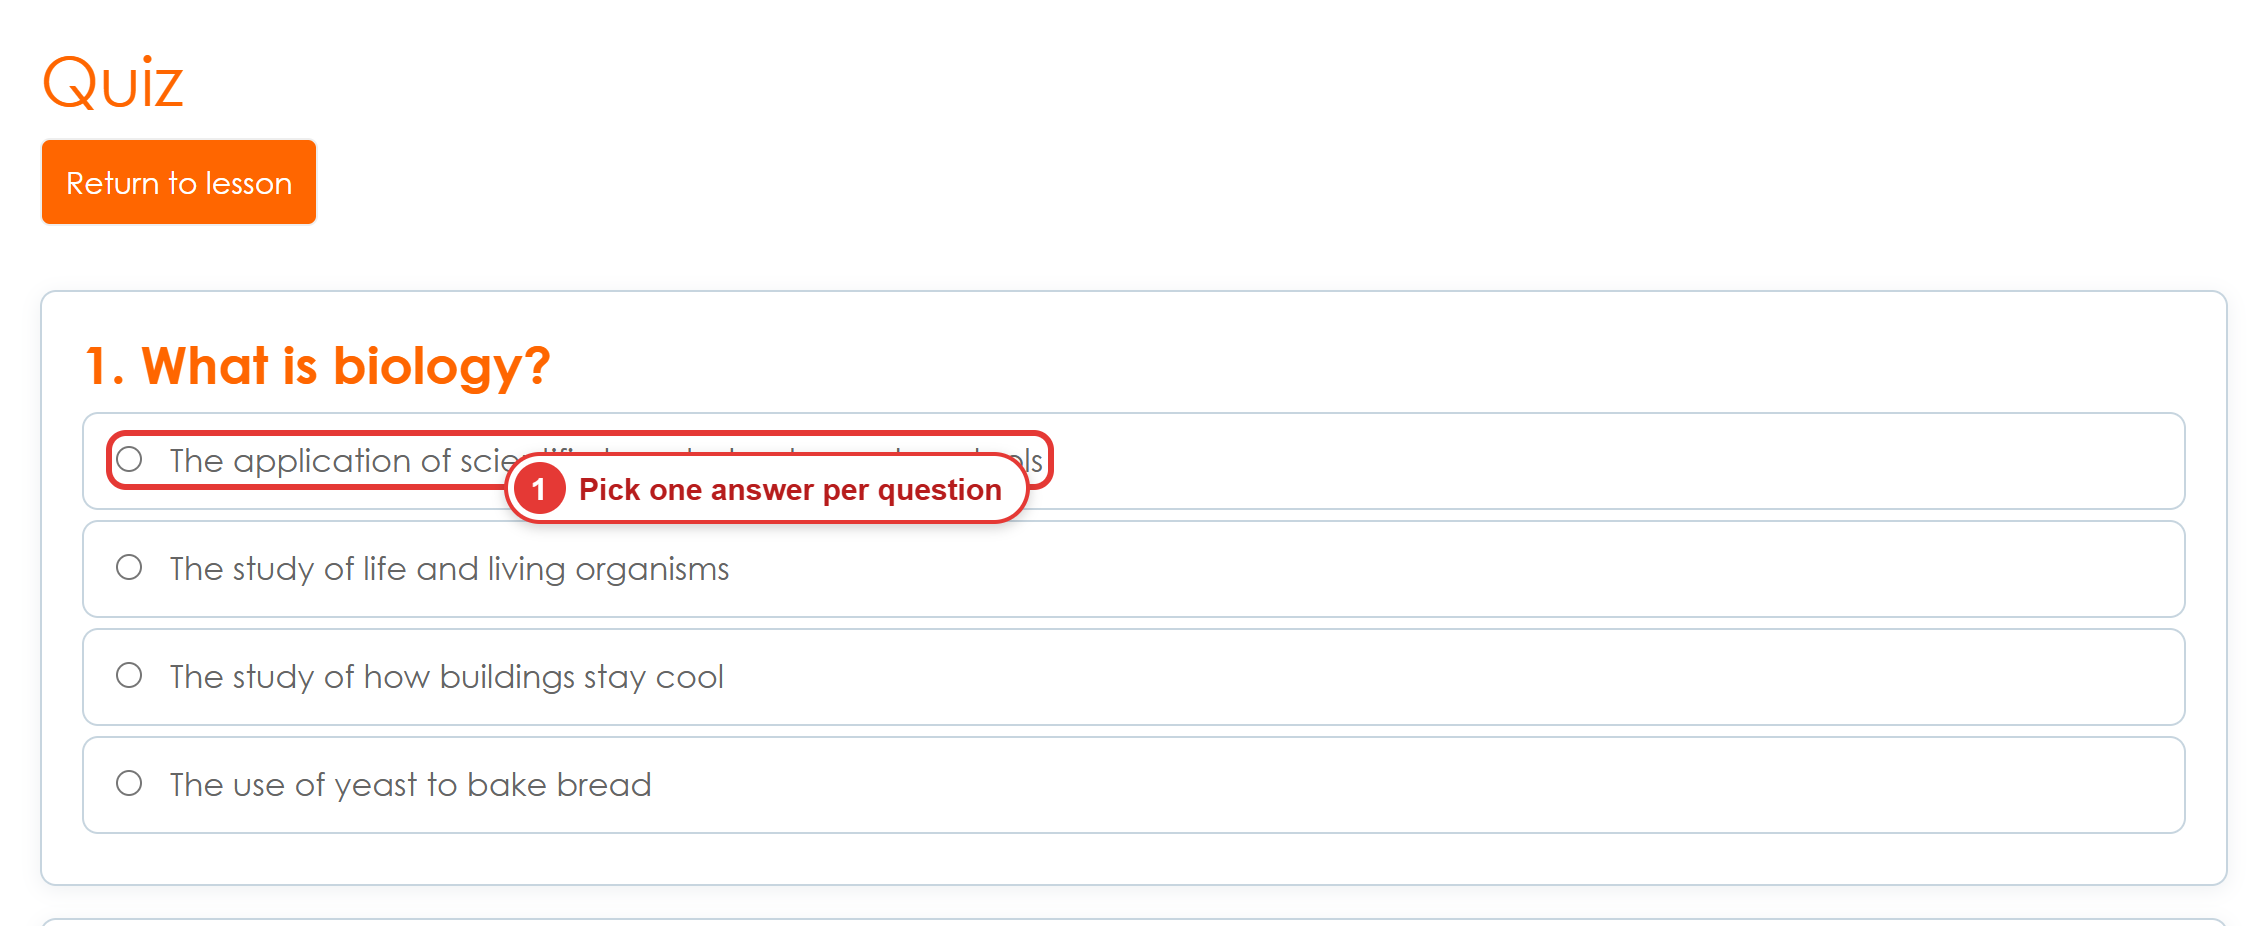 Quiz
Return to lesson
1. What is biology?
The application of
1 Pick one answer per question
The study of life and living organisms
The study of how buildings stay cool
The use of yeast to bake bread